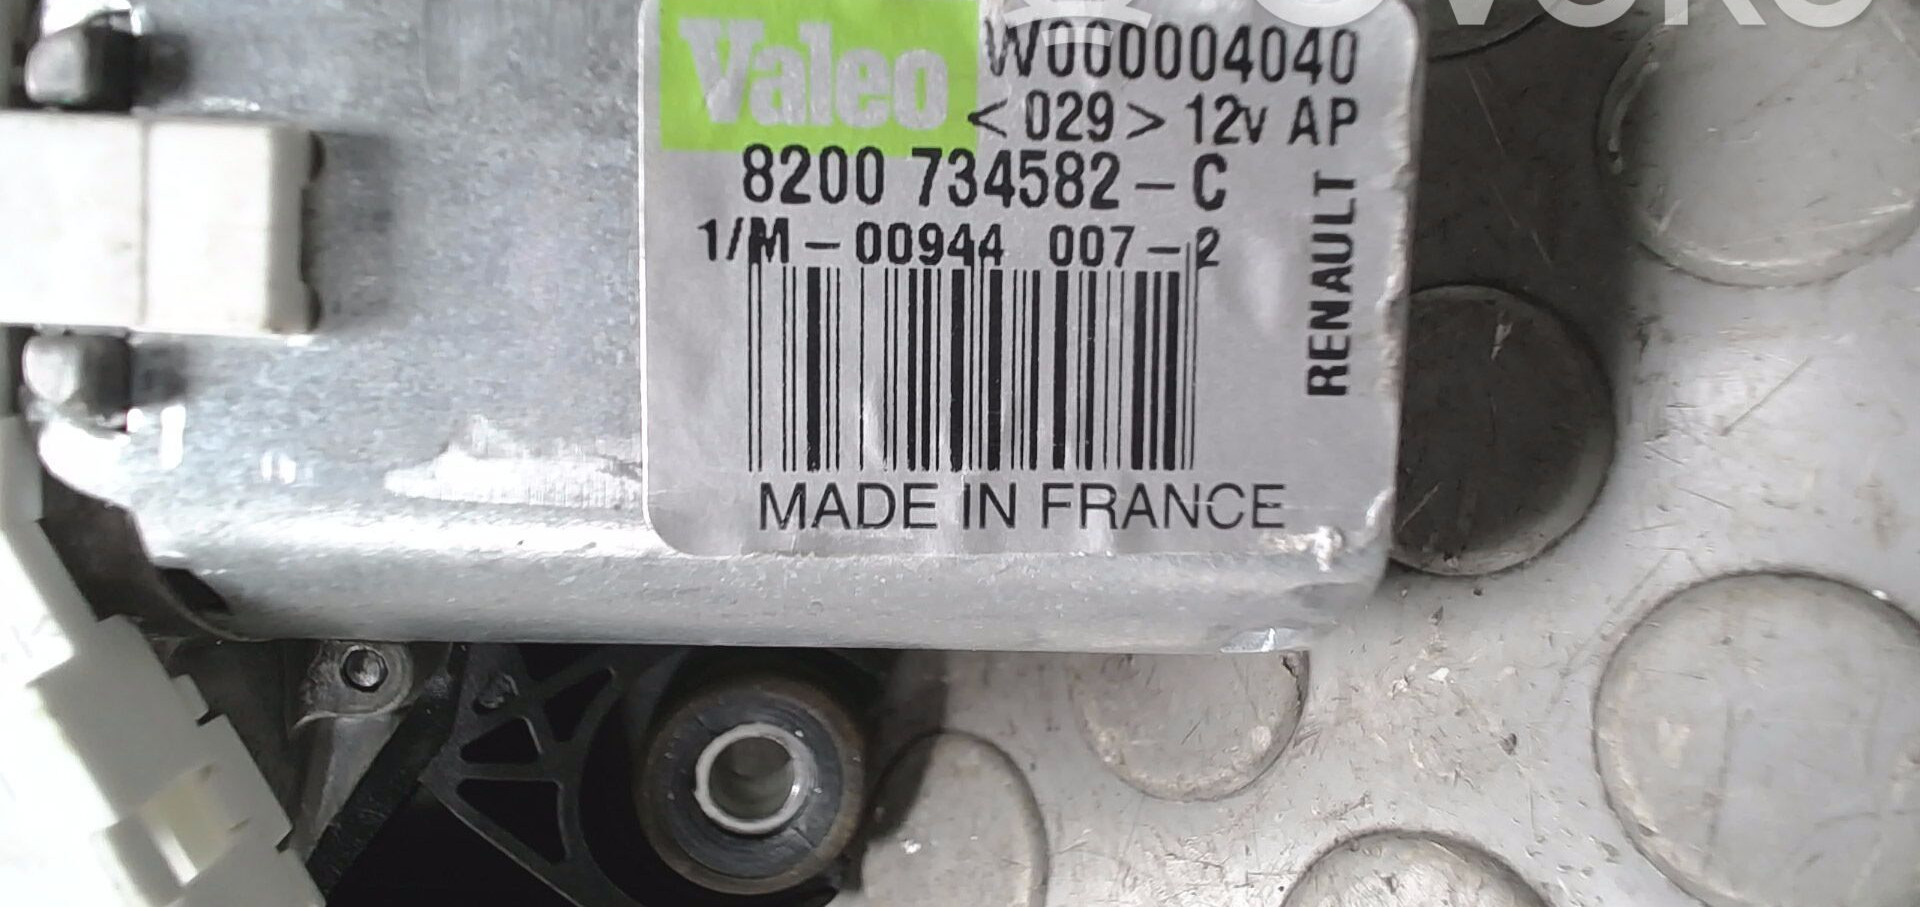 Valeo
W000004040
<029> 12v AP
8200 734582 - C
1/M - 00944 007 - 2
RENAULT
MADE IN FRANCE